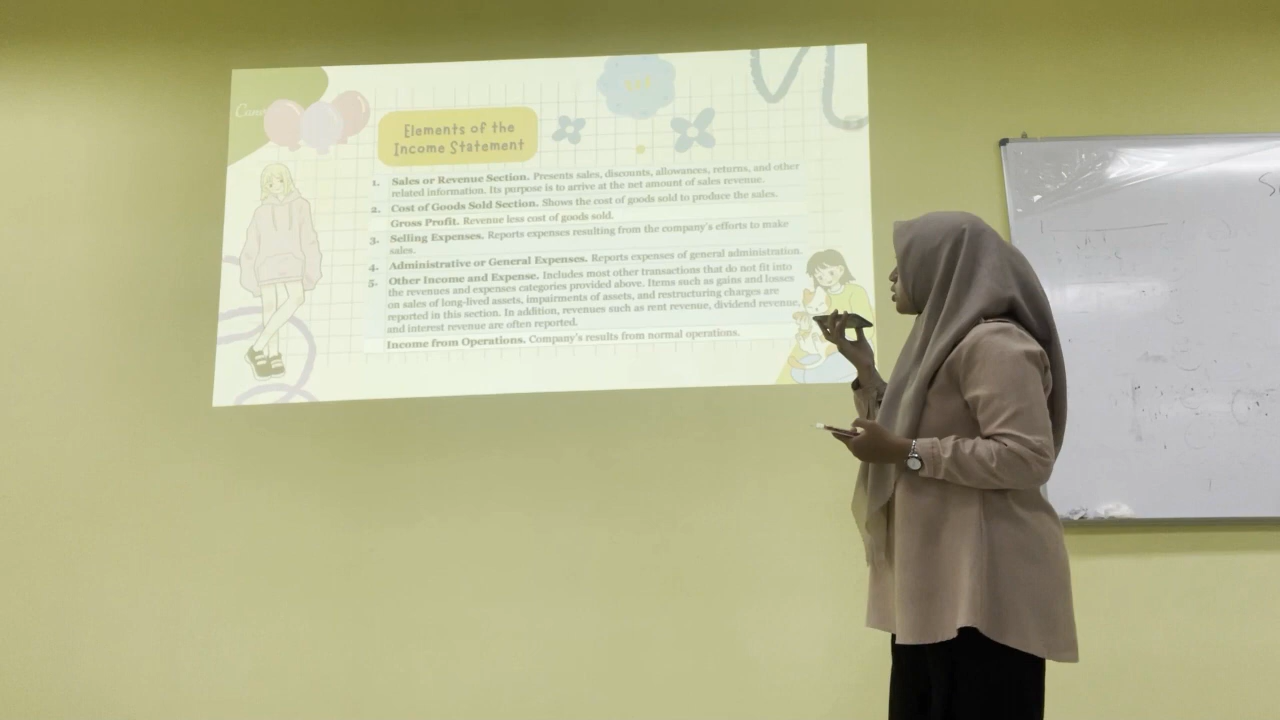 Elements of the
Income Statement
1. Sales or Revenue Section. Presents sales, discounts, allowances, returns, and other
related information. Its purpose is to arrive at the net amount of sales revenue.
2. Cost of Goods Sold Section. Shows the cost of goods sold to produce the sales.
Gross Profit. Revenue less cost of goods sold.
3. Selling Expenses. Reports expenses resulting from the company's efforts to make
sales.
4. Administrative or General Expenses. Reports expenses of general administration.
5. Other Income and Expense. Includes most other transactions that do not fit into
the revenues and expenses categories provided above. Items such as gains and losses
on sales of long-lived assets, impairments of assets, and restructuring charges are
reported in this section. In addition, revenues such as rent revenue, dividend revenue,
and interest revenue are often reported.
Income from Operations. Company's results from normal operations.